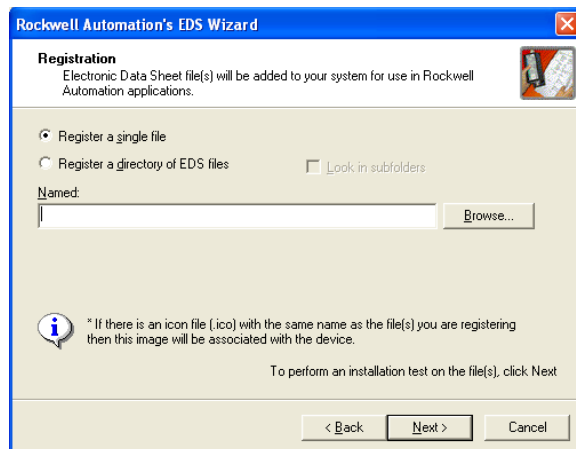 Rockwell Automation's EDS Wizard
Registration
Electronic Data Sheet file(s) will be added to your system for use in Rockwell
Automation applications.
Register a single file
Register a directory of EDS files
Look in subfolders
Named:
Browse...
* If there is an icon file (.ico) with the same name as the file(s) you are registering
then this image will be associated with the device.
To perform an installation test on the file(s), click Next
< Back
Next >
Cancel